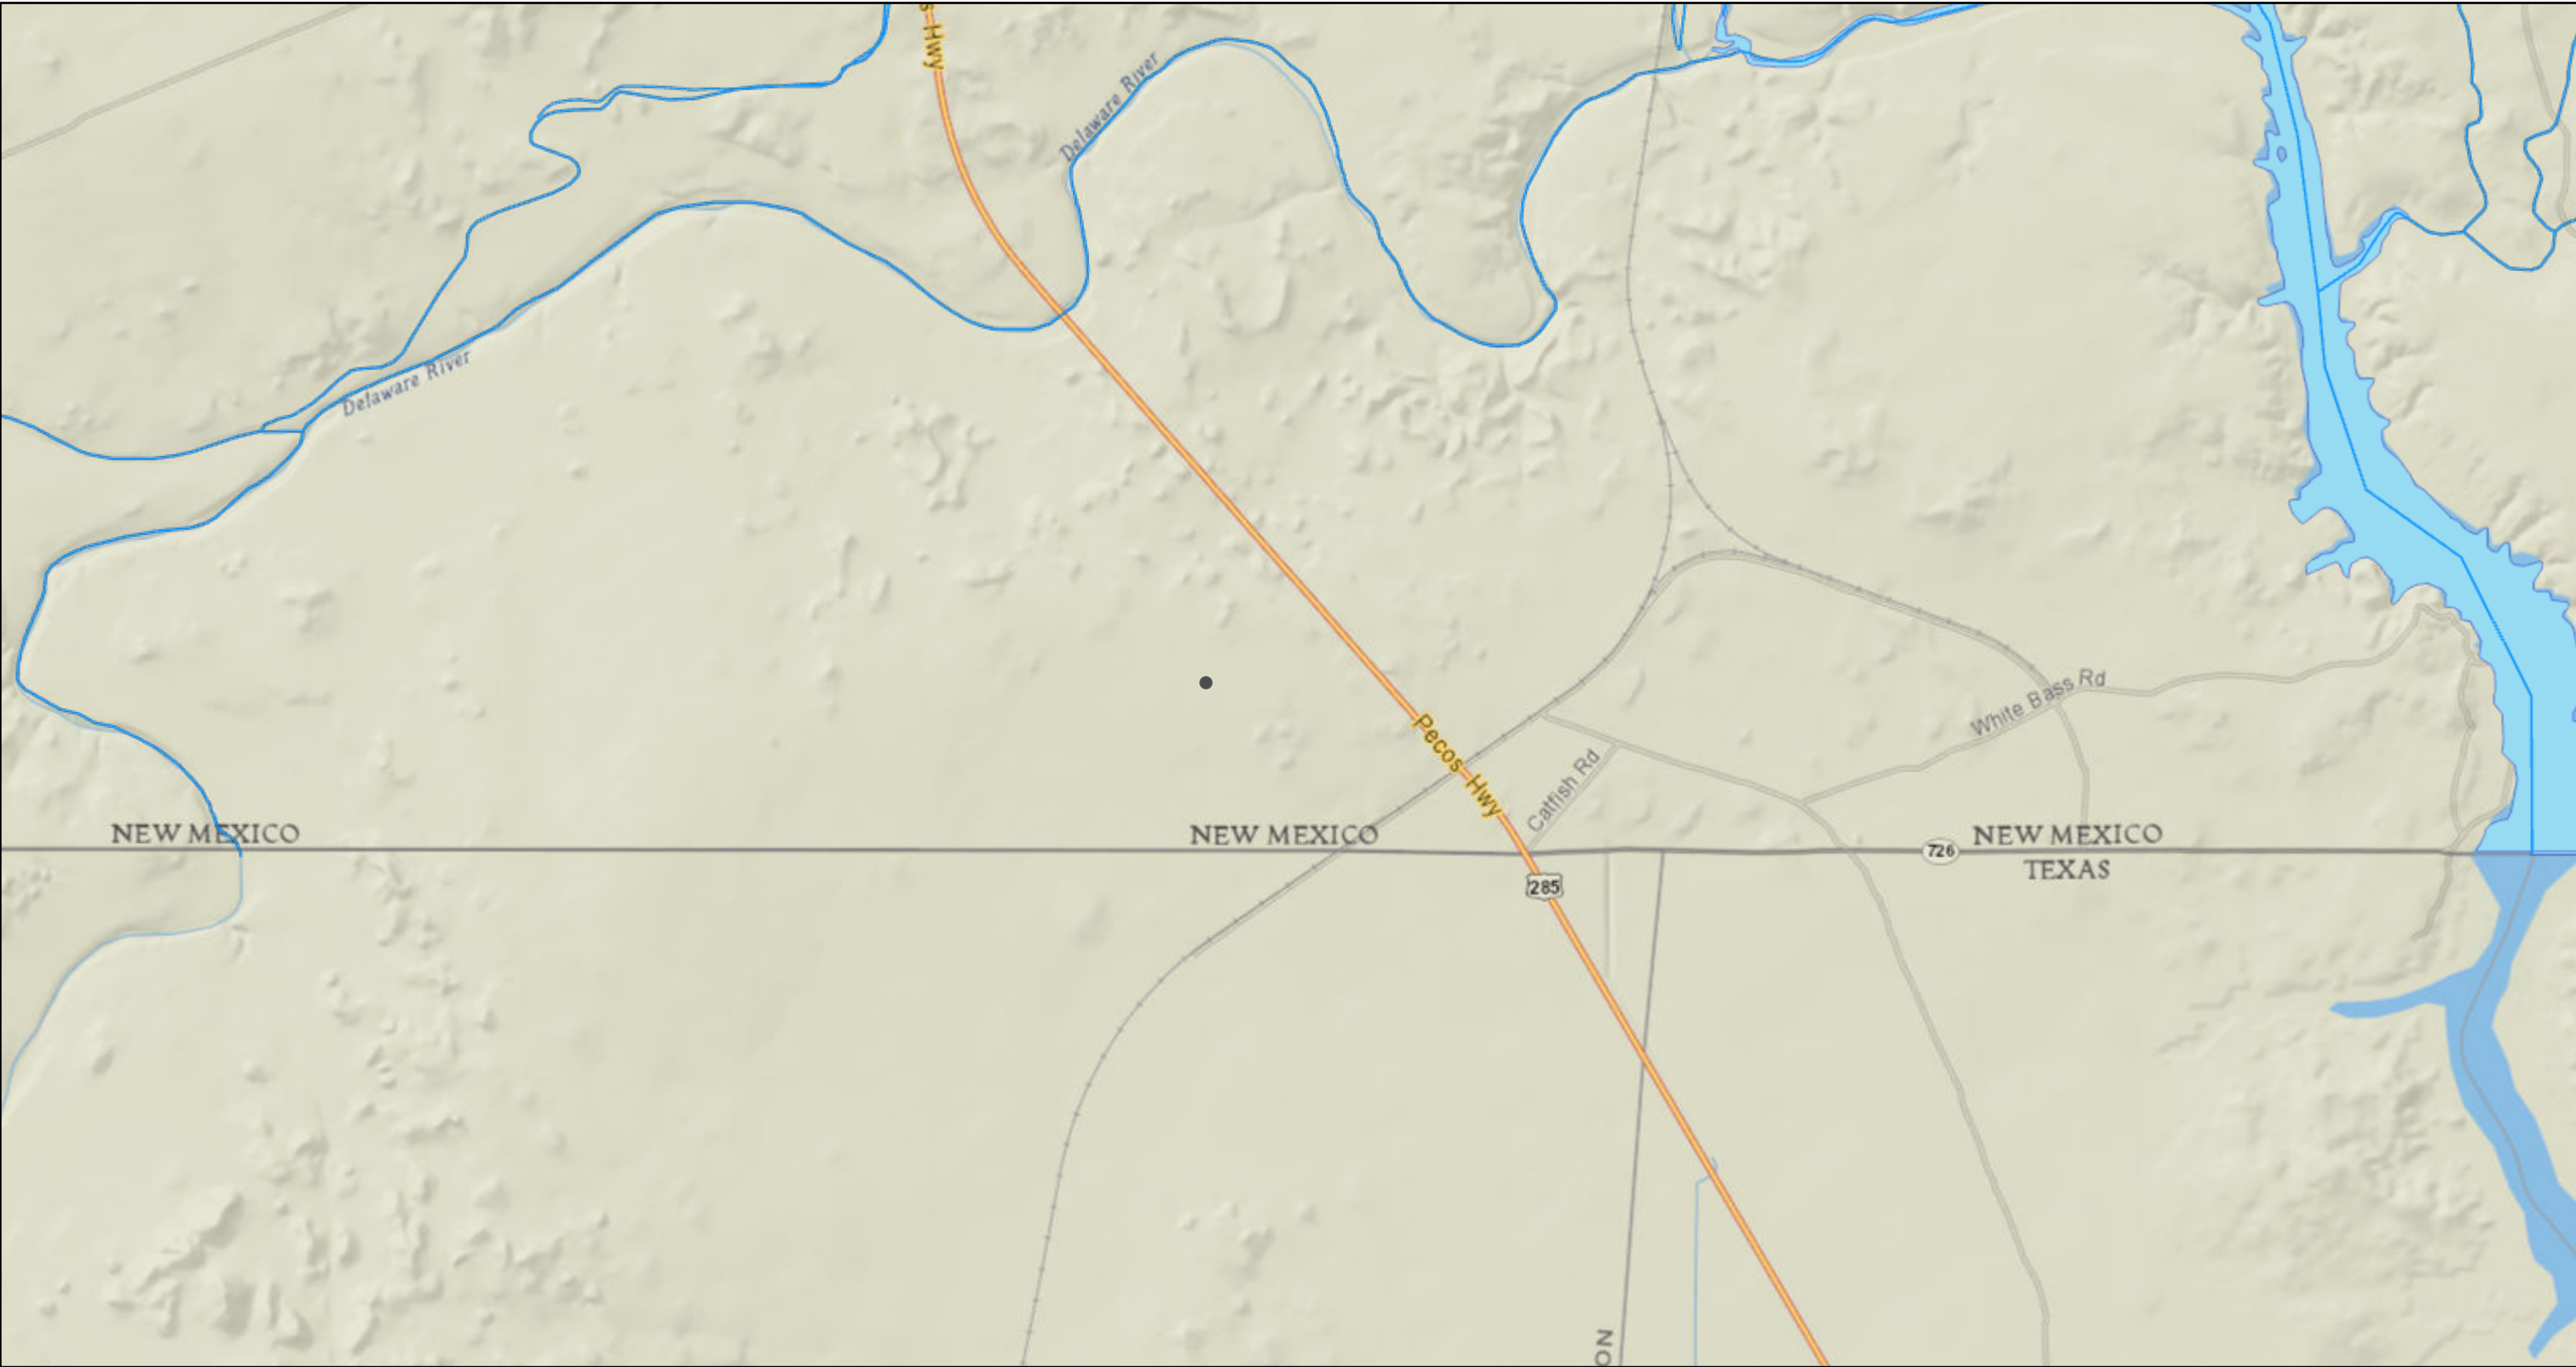 s Hwy
Delaware River
Delaware River
White Bass Rd
Pecos Hwy
Catfish Rd
NEW MEXICO
NEW MEXICO
726
NEW MEXICO
TEXAS
285
ON